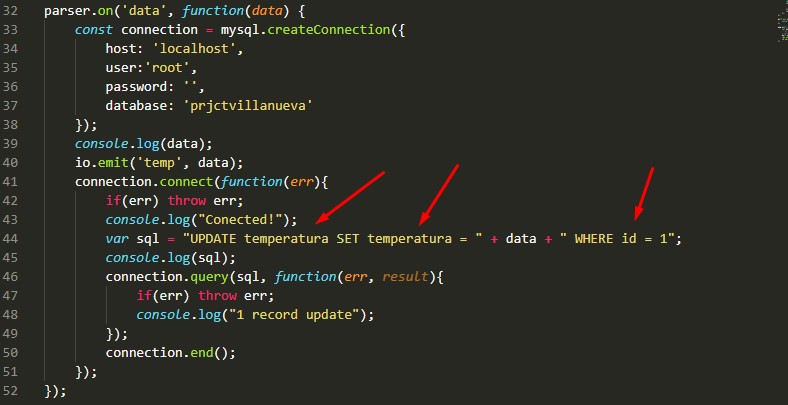 32 parser.on('data', function(data) {
33 const connection = mysql.createConnection({
34 host: 'localhost',
35 user:'root',
36 password: '',
37 database: 'prjctvillanueva'
38 });
39 console.log(data);
40 io.emit('temp', data);
41 connection.connect(function(err){
42 if(err) throw err;
43 console.log("Conected!");
44 var sql = "UPDATE temperatura SET temperatura = " + data + " WHERE id = 1";
45 console.log(sql);
46 connection.query(sql, function(err, result){
47 if(err) throw err;
48 console.log("1 record update");
49 });
50 connection.end();
51 });
52 });